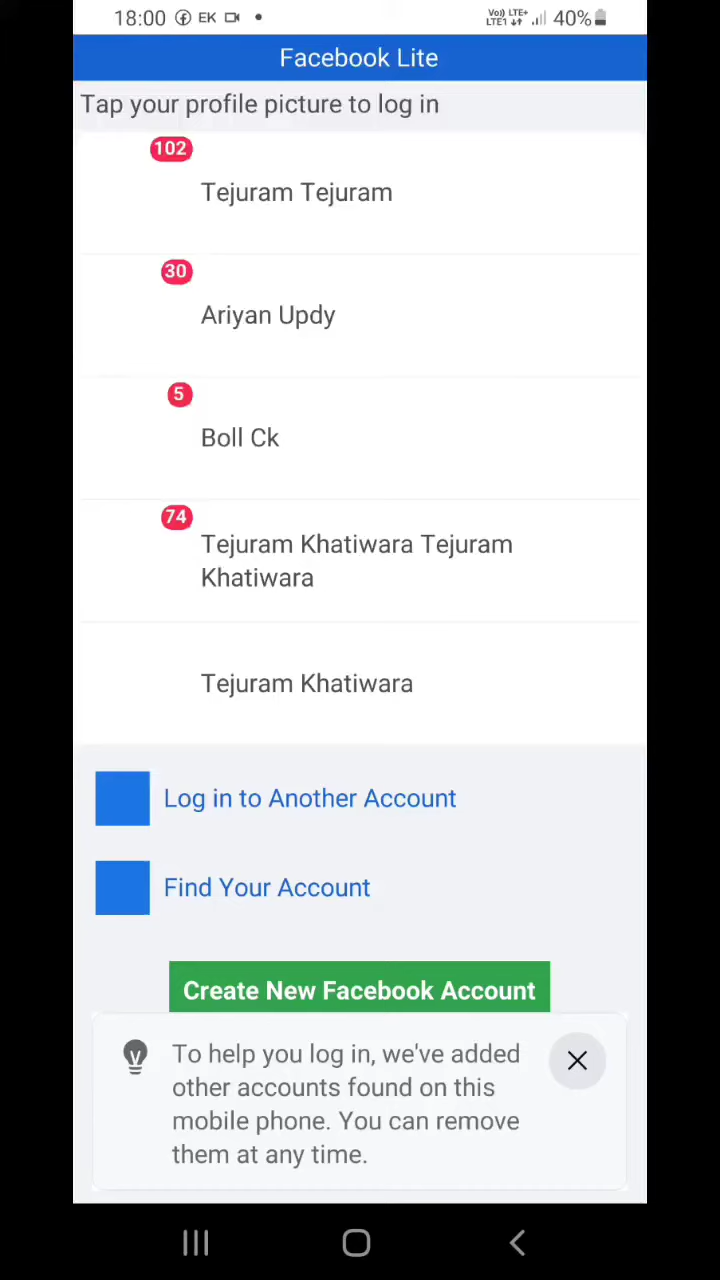 18:00 EK Vo)) LTE+ LTE1 40%
Facebook Lite
Tap your profile picture to log in
102
Tejuram Tejuram
30
Ariyan Updy
5
Boll Ck
74
Tejuram Khatiwara Tejuram
Khatiwara
Tejuram Khatiwara
Log in to Another Account
Find Your Account
Create New Facebook Account
To help you log in, we've added
other accounts found on this
mobile phone. You can remove
them at any time.